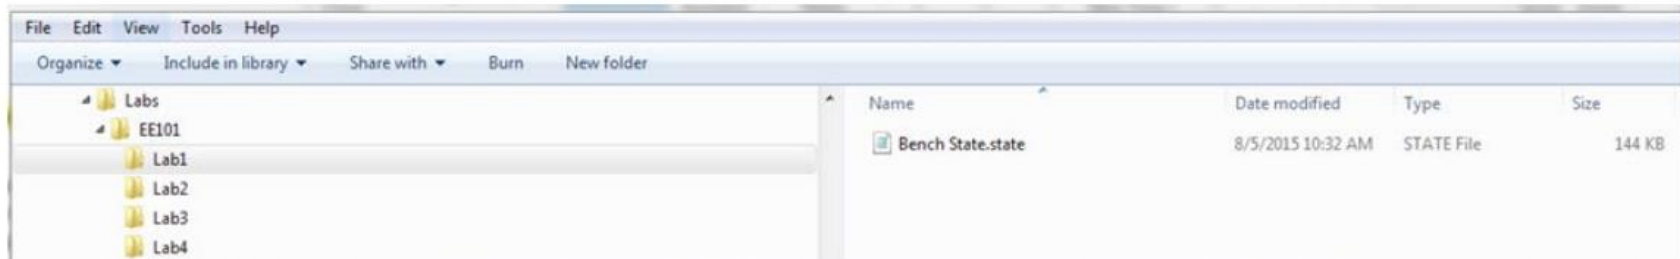 File Edit View Tools Help
Organize Include in library Share with Burn New folder
Labs
EE101
Lab1
Lab2
Lab3
Lab4
Name Date modified Type Size
Bench State.state 8/5/2015 10:32 AM STATE File 144 KB